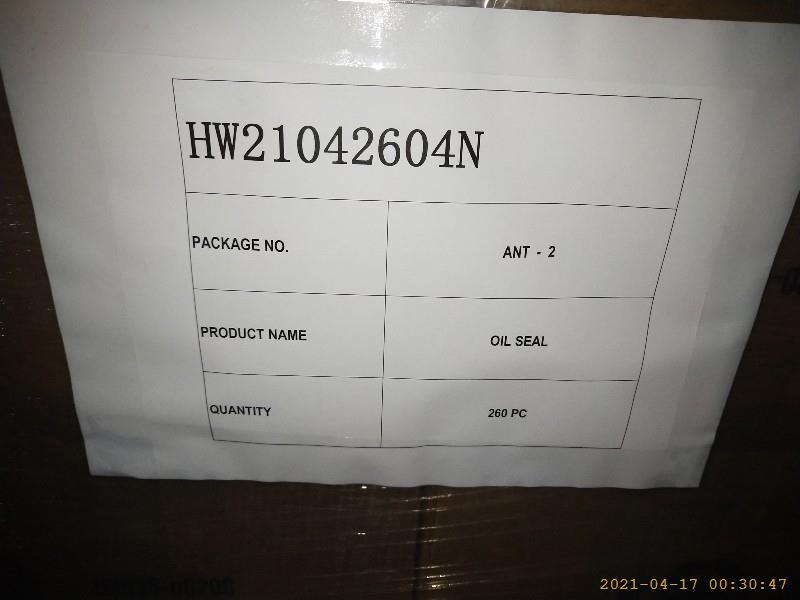 HW21042604N
PACKAGE NO. ANT - 2
PRODUCT NAME OIL SEAL
QUANTITY 260 PC
2021-04-17 00:30:47